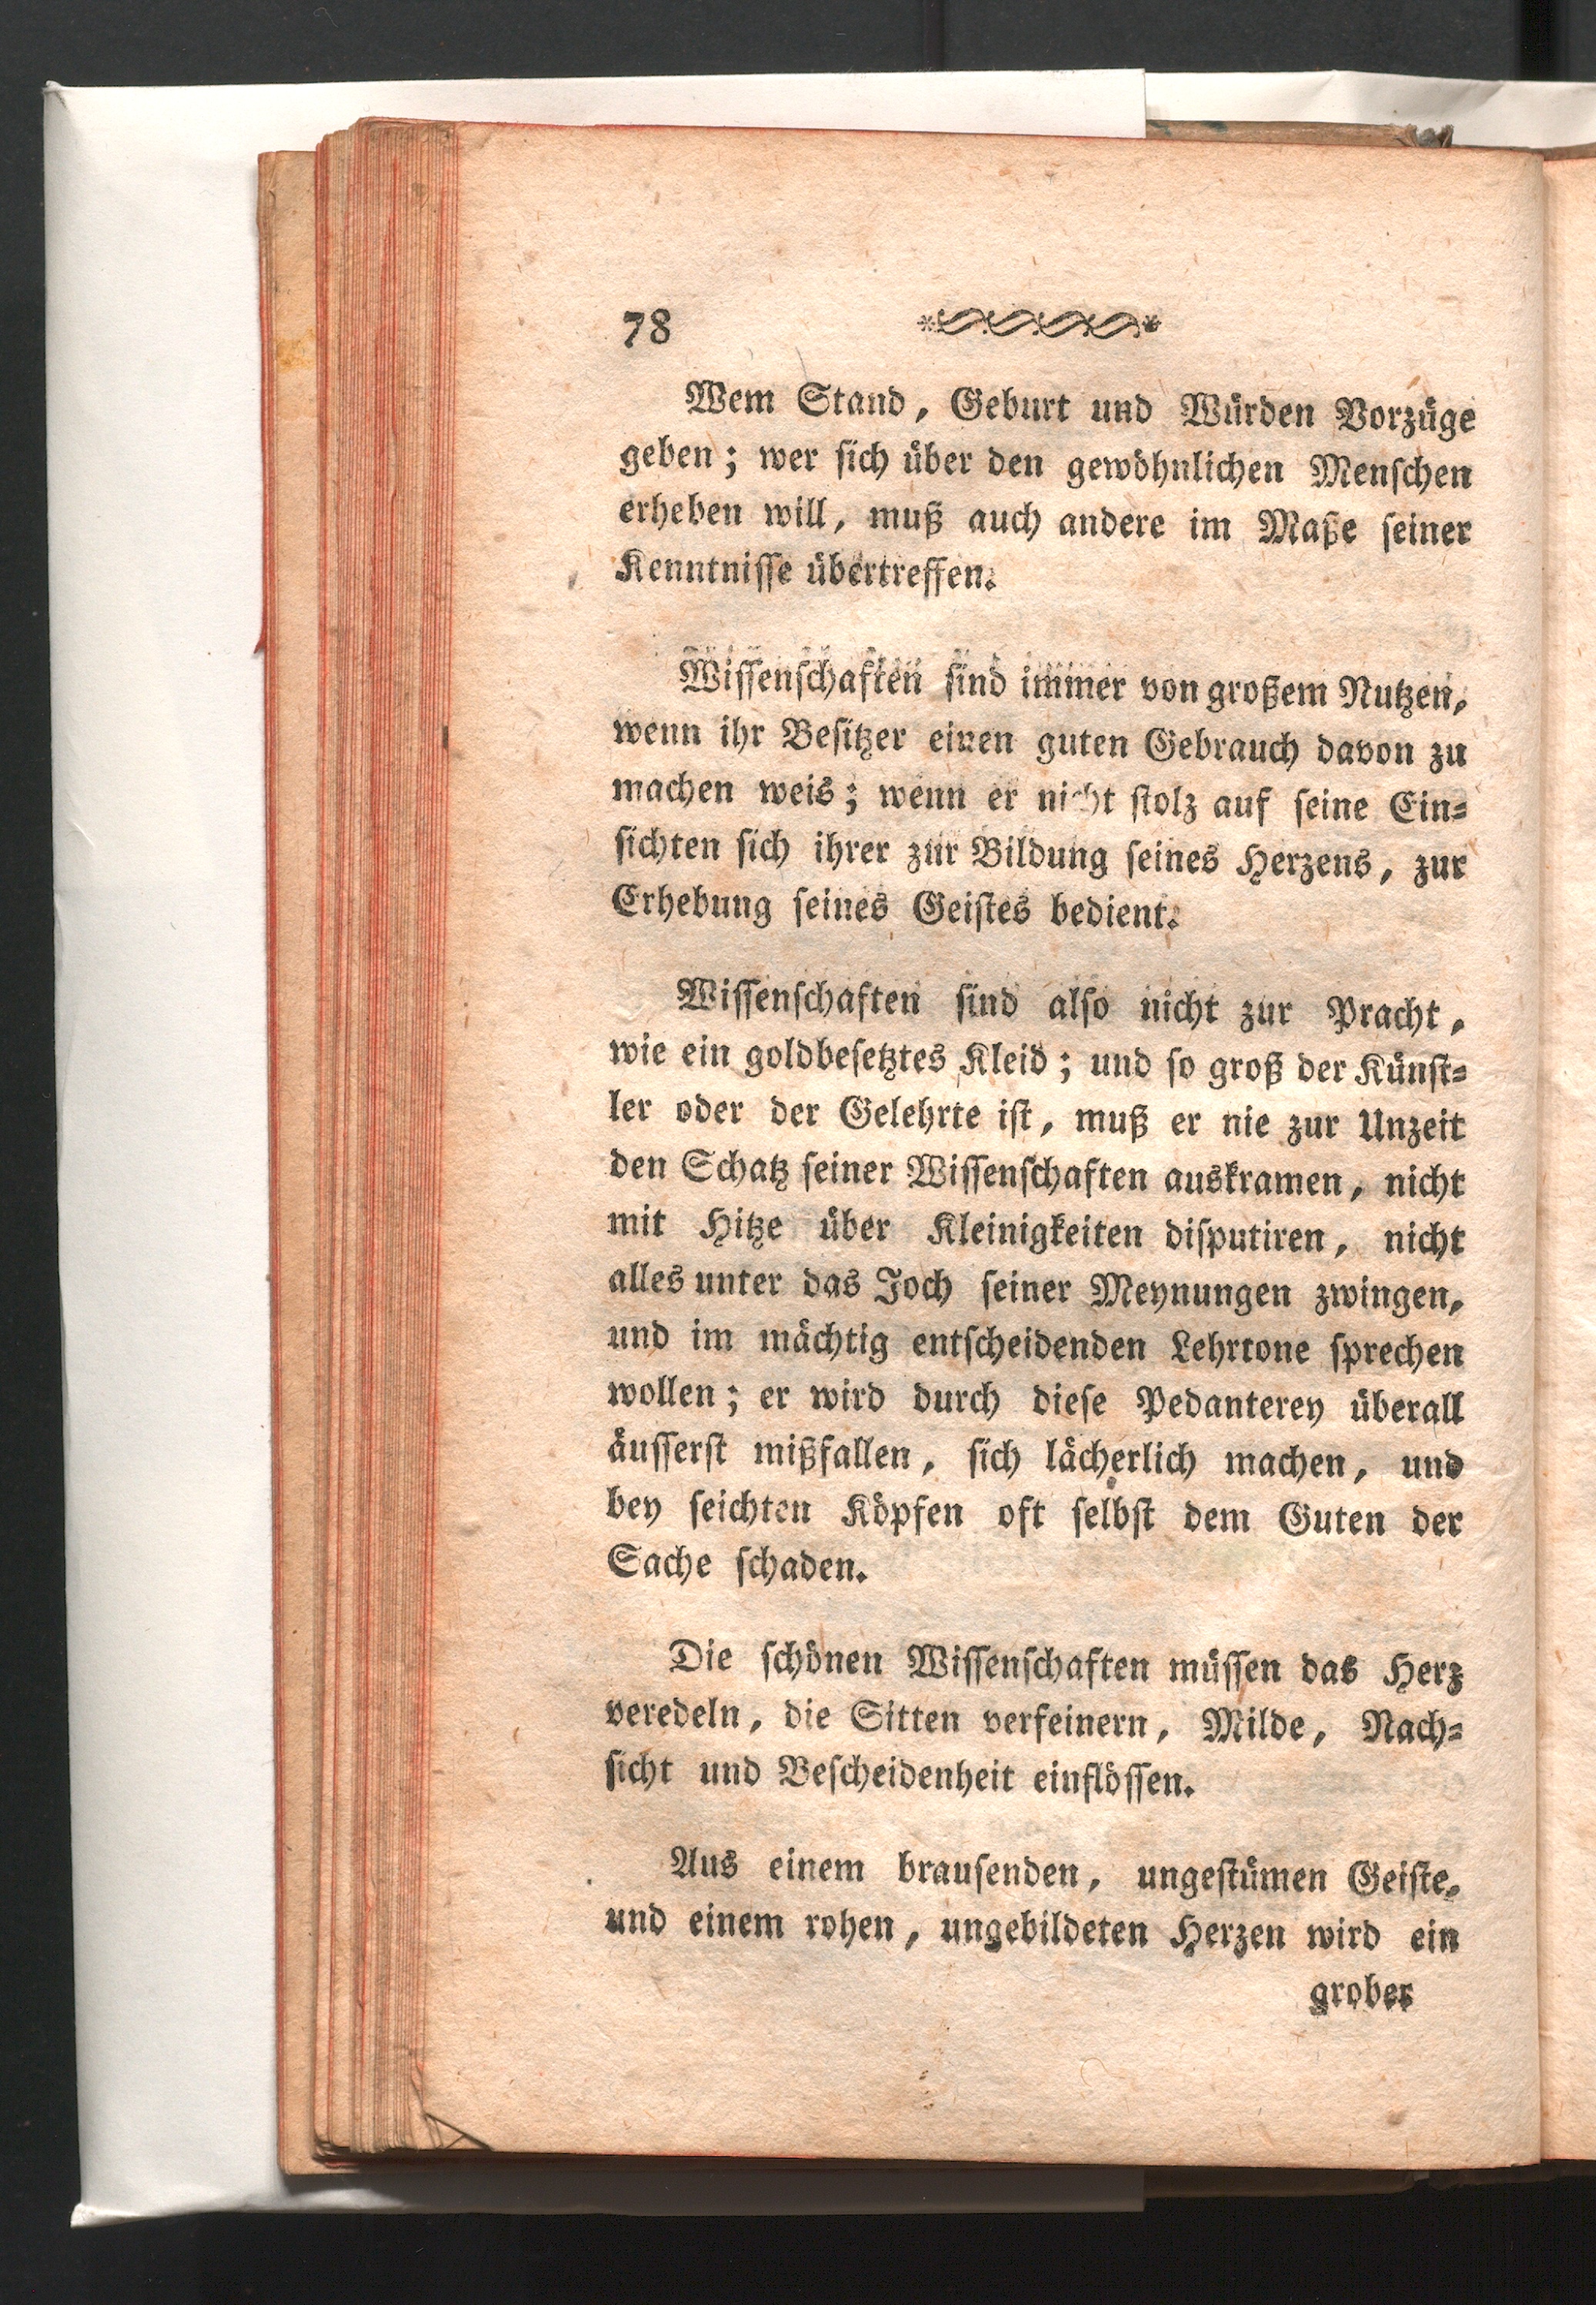 78
Wem Stand, Geburt und Würden Vorzüge
geben; wer ſich über den gewöhnlichen Menſchen
erheben will, muß auch andere im Maße ſeiner
Kenntniſſe übertreffen.
Wiſſenſchaften ſind immer von großem Nutzen,
wenn ihr Beſitzer einen guten Gebrauch davon zu
machen weis; wenn er nicht ſtolz auf ſeine Ein⸗
ſichten ſich ihrer zur Bildung ſeines Herzens, zur
Erhebung ſeines Geiſtes bedient.
Wiſſenſchaften ſind alſo nicht zur Pracht,
wie ein goldbeſetztes Kleid; und ſo groß der Künſt⸗
ler oder der Gelehrte iſt, muß er nie zur Unzeit
den Schatz ſeiner Wiſſenſchaften auskramen, nicht
mit Hitze über Kleinigkeiten diſputiren, nicht
alles unter das Joch ſeiner Meynungen zwingen,
und im mächtig entſcheidenden Lehrtone ſprechen
wollen; er wird durch dieſe Pedanterey überall
äuſſerſt mißfallen, ſich lächerlich machen, und
bey ſeichten Köpfen oft ſelbſt dem Guten der
Sache ſchaden.
Die ſchönen Wiſſenſchaften müſſen das Herz
veredeln, die Sitten verfeinern, Milde, Nach⸗
ſicht und Beſcheidenheit einflöſſen.
Aus einem brauſenden, ungeſtümen Geiſte,
und einem rohen, ungebildeten Herzen wird ein
grober